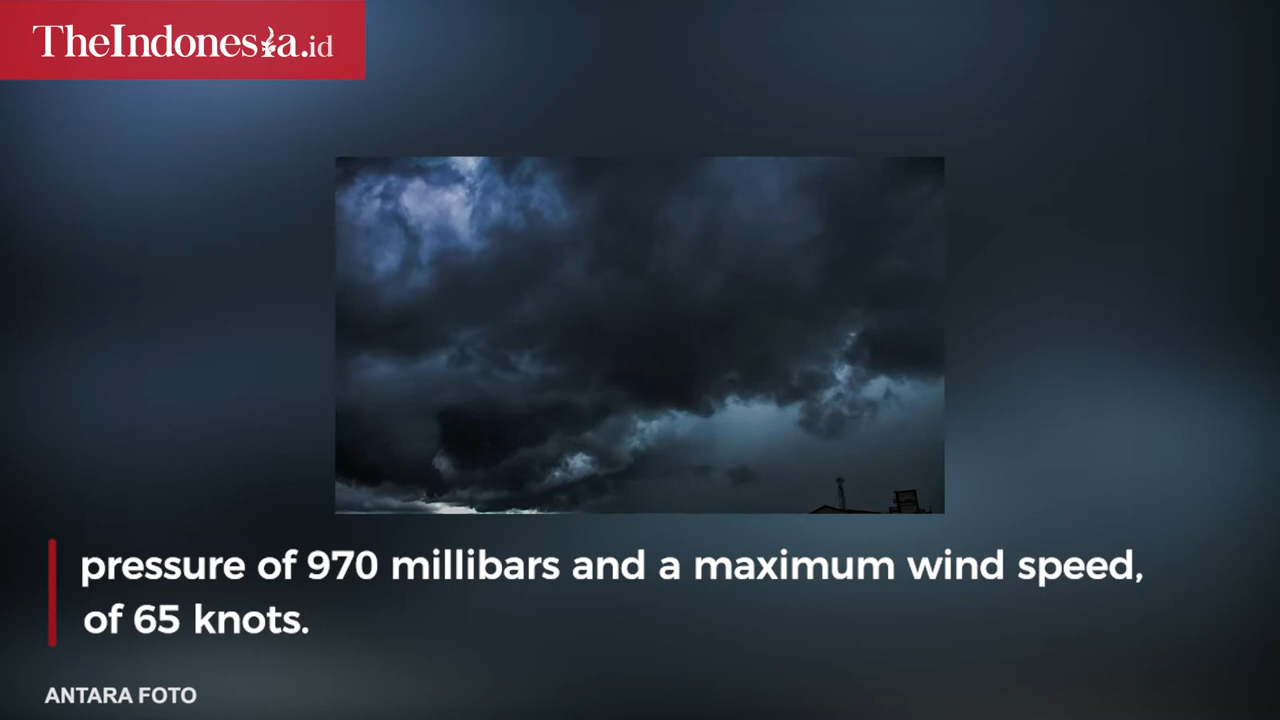 TheIndonesia.id
pressure of 970 millibars and a maximum wind speed,
of 65 knots.
ANTARA FOTO